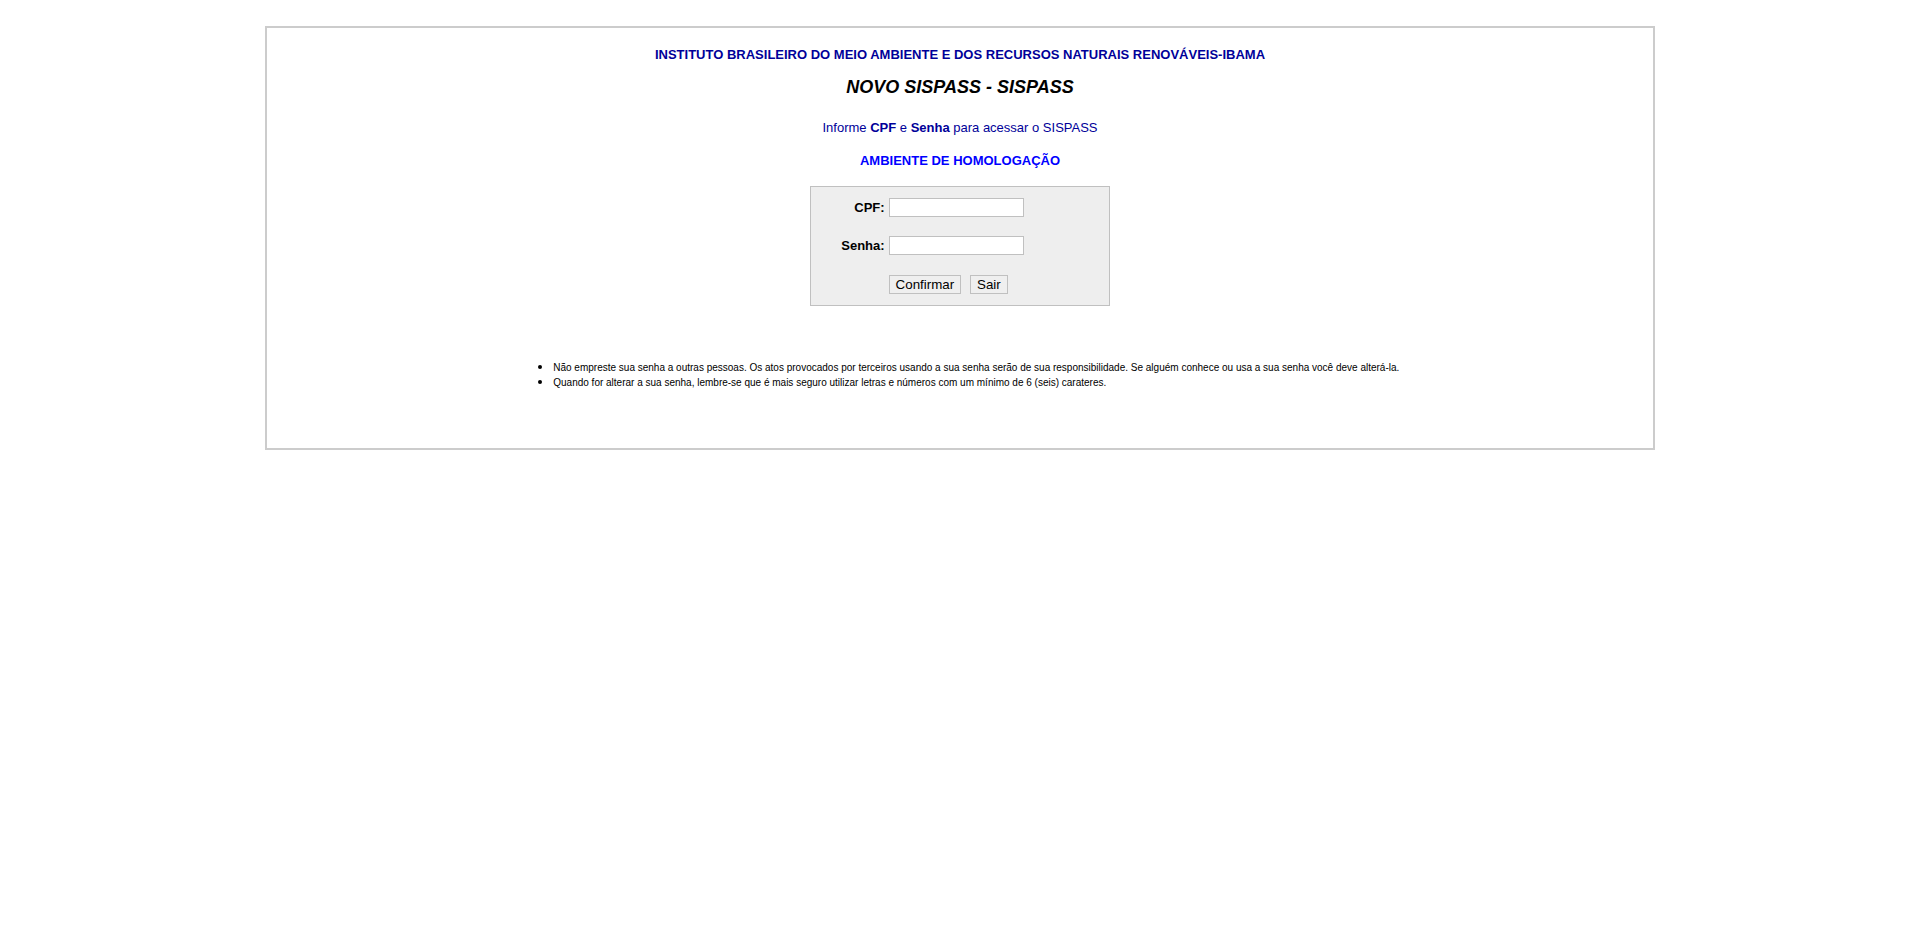 INSTITUTO BRASILEIRO DO MEIO AMBIENTE E DOS RECURSOS NATURAIS RENOVÁVEIS-IBAMA
NOVO SISPASS - SISPASS
Informe CPF e Senha para acessar o SISPASS
AMBIENTE DE HOMOLOGAÇÃO
CPF:
Senha:
Confirmar Sair
Não empreste sua senha a outras pessoas. Os atos provocados por terceiros usando a sua senha serão de sua responsibilidade. Se alguém conhece ou usa a sua senha você deve alterá-la.
Quando for alterar a sua senha, lembre-se que é mais seguro utilizar letras e números com um mínimo de 6 (seis) carateres.